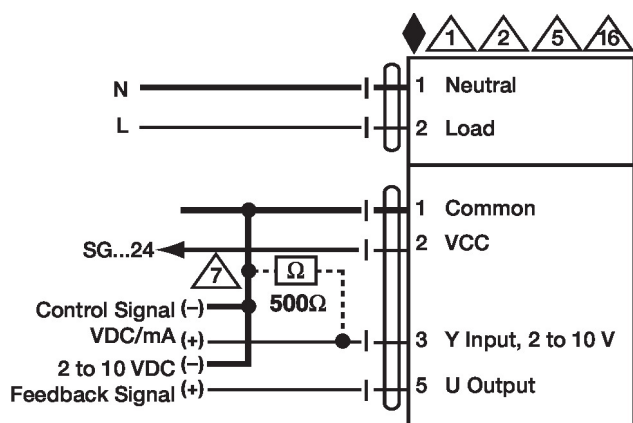 1 2 5 16
N 1 Neutral
L 2 Load
1 Common
SG...24 2 VCC
7 Ω
500Ω
Control Signal (−)
VDC/mA (+) 3 Y Input, 2 to 10 V
2 to 10 VDC (−)
Feedback Signal (+) 5 U Output